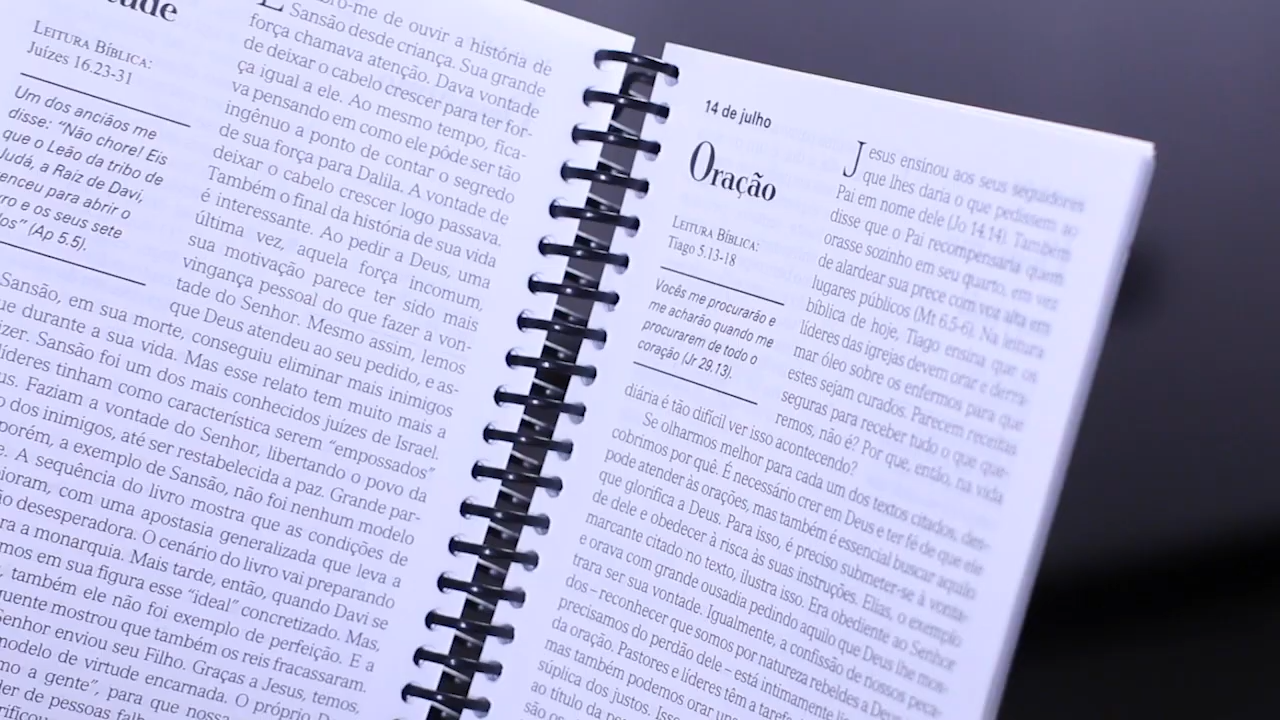 LEITURA BÍBLICA:
Juízes 16.23-31
Um dos anciãos me
disse: "Não chore! Eis
que o Leão da tribo de
Judá, a Raiz de Davi,
venceu para abrir o
e os seus sete
(Ap 5.5).
de ouvir a história de
Sansão desde criança. Sua grande
força chamava atenção. Dava vontade
de deixar o cabelo crescer para ter for-
ça igual a ele. Ao mesmo tempo, fica-
va pensando em como ele pôde ser tão
ingênuo a ponto de contar o segredo
de sua força para Dalila. A vontade de
deixar o cabelo crescer logo passava.
Também o final da história de sua vida
é interessante. Ao pedir a Deus, uma
última vez, aquela força incomum,
sua motivação parece ter sido mais
vingança pessoal do que fazer a von-
tade do Senhor. Mesmo assim, lemos
que Deus atendeu ao seu pedido, e as-
Sansão, em sua morte, conseguiu eliminar mais inimigos
que durante a sua vida. Mas esse relato tem muito mais a
dizer. Sansão foi um dos mais conhecidos juízes de Israel.
líderes tinham como característica serem "empossados"
Faziam a vontade do Senhor, libertando o povo da
dos inimigos, até ser restabelecida a paz. Grande par-
porém, a exemplo de Sansão, não foi nenhum modelo
A sequência do livro mostra que as condições de
com uma apostasia generalizada que leva a
desesperadora. O cenário do livro vai preparando
a monarquia. Mais tarde, então, quando Davi se
em sua figura esse "ideal" concretizado. Mas,
também ele não foi exemplo de perfeição. E a
mostrou que também os reis fracassaram.
Senhor enviou seu Filho. Graças a Jesus, temos,
modelo de virtude encarnada. O próprio
a gente", para que nossa
de pessoas
14 de julho
Oração
LEITURA BÍBLICA:
Tiago 5.13-18
Vocês me procurarão e
me acharão quando me
procurarem de todo o
coração (Jr 29.13).
Jesus ensinou aos seus seguidores
que lhes daria o que pedissem ao
Pai em nome dele (Jo 14.14). Também
disse que o Pai recompensaria quem
orasse sozinho em seu quarto, em vez
de alardear sua prece com voz alta em
lugares públicos (Mt 6.5-6). Na leitura
bíblica de hoje, Tiago ensina que os
líderes das igrejas devem orar e derra-
mar óleo sobre os enfermos para que
estes sejam curados. Parecem receitas
seguras para receber tudo o que que-
remos, não é? Por que, então, na vida
diária é tão difícil ver isso acontecendo?
Se olharmos melhor para cada um dos textos citados, des-
cobrimos por quê. É necessário crer em Deus e ter fé de que ele
pode atender às orações, mas também é essencial buscar aquilo
que glorifica a Deus. Para isso, é preciso submeter-se à vonta-
de dele e obedecer à risca às suas instruções. Elias, o exemplo
marcante citado no texto, ilustra isso. Era obediente ao Senhor
e orava com grande ousadia pedindo aquilo que Deus lhe mos-
trara ser sua vontade. Igualmente, a confissão de nossos peca-
dos – reconhecer que somos por natureza rebeldes a Deus
precisamos do perdão dele – está intimamente
da oração. Pastores e líderes têm a tarefa
mas também podemos orar
súplica dos justos.
ao título da
são os